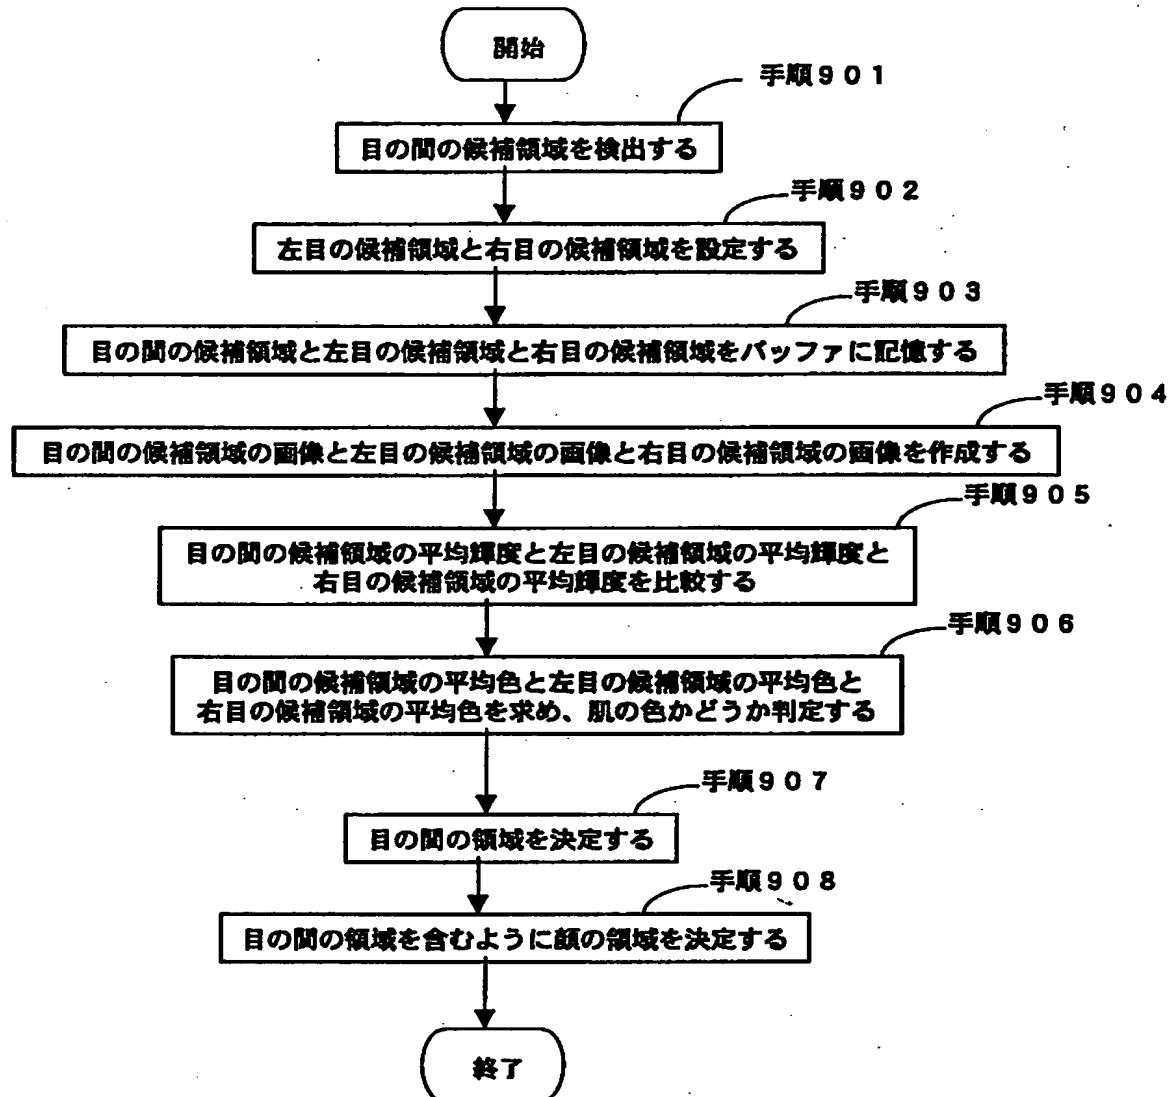 開始
手順901
目の間の候補領域を検出する
手順902
左目の候補領域と右目の候補領域を設定する
手順903
目の間の候補領域と左目の候補領域と右目の候補領域をバッファに記憶する
手順904
目の間の候補領域の画像と左目の候補領域の画像と右目の候補領域の画像を作成する
手順905
目の間の候補領域の平均輝度と左目の候補領域の平均輝度と
右目の候補領域の平均輝度を比較する
手順906
目の間の候補領域の平均色と左目の候補領域の平均色と
右目の候補領域の平均色を求め、肌の色かどうか判定する
手順907
目の間の領域を決定する
手順908
目の間の領域を含むように顔の領域を決定する
終了